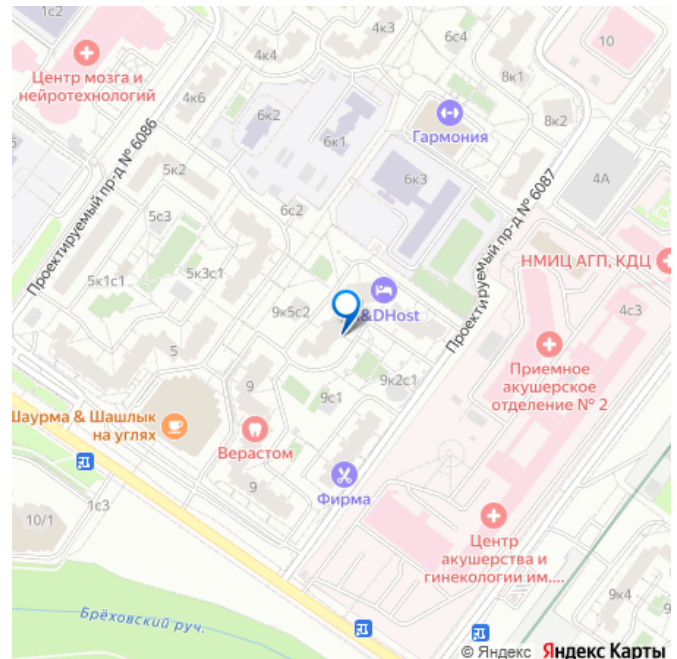 1с2
4к4
4к3
6с4
10
Центр мозга и
нейротехнологий
4к6
8к1
6к2
Гармония
8к2
6к1
Проектируемый пр-д № 6086
5к2
6к3
4А
5с3
6с2
НМИЦ АГП, КДЦ
5к1с1
5к3с1
Проектируемый пр-д № 6087
9к5с2
&DHost
4с3
5
Приемное
акушерское
отделение № 2
9к2с1
9
9с1
Шаурма & Шашлык
на углях
Верастом
9
Фирма
10/1
1с3
Центр
акушерства и
гинекологии им....
9к4
9
Брёховский руч.
© Яндекс Яндекс Карты